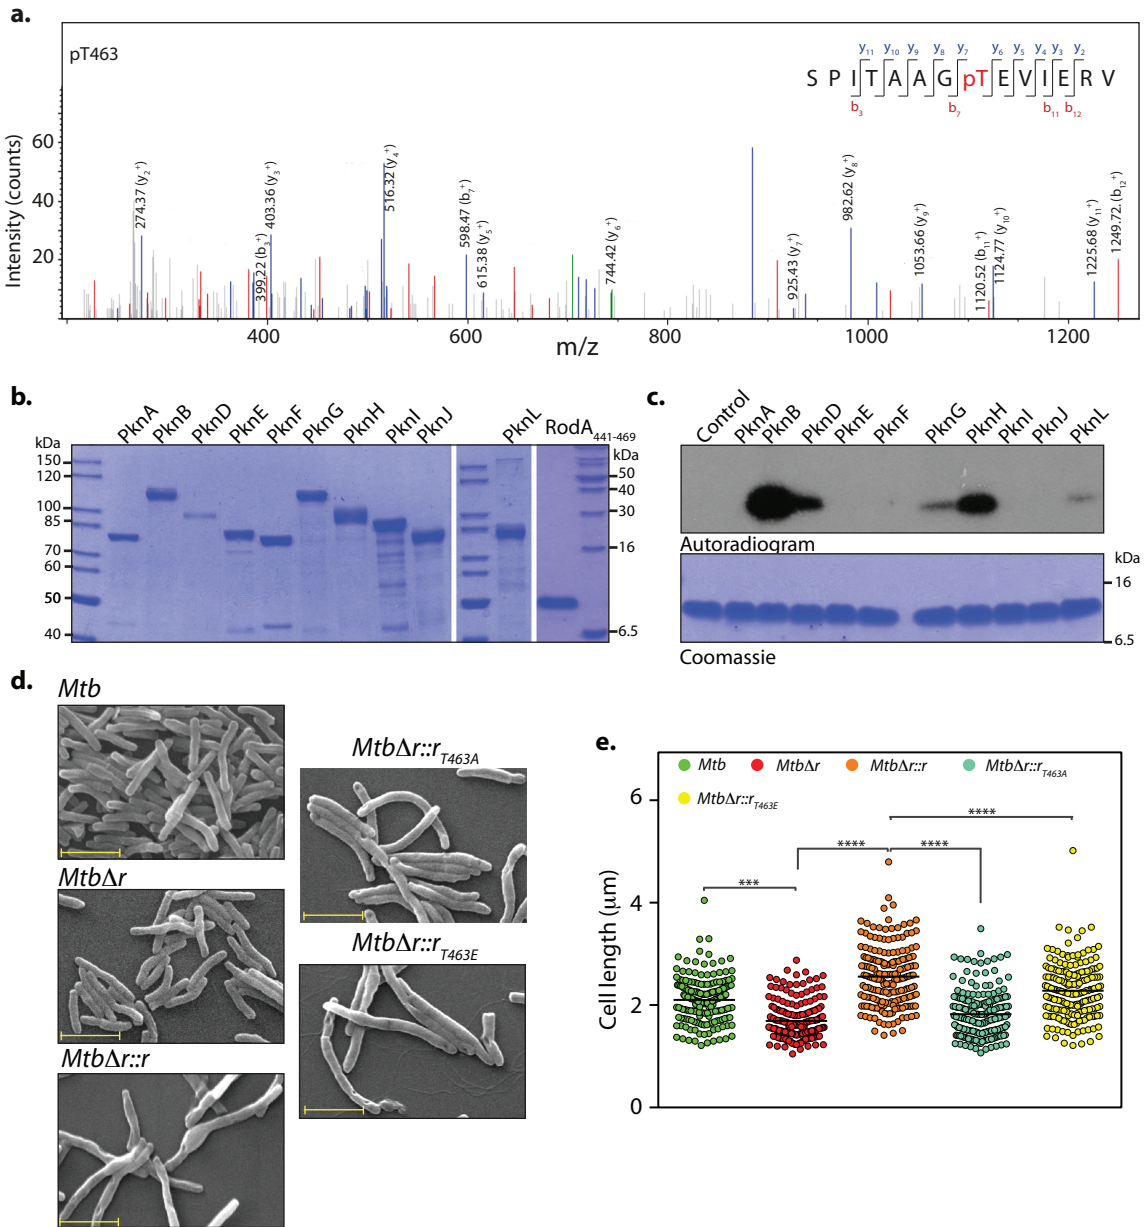 a.
pT463
y11 y10 y9 y8 y7 y6 y5 y4 y3 y2
S P I T A A G pT E V I E R V
b3 b7 b11 b12
Intensity (counts)
60
40
20
274.37 (y2+)
399.22 (b3+)
403.36 (y3+)
516.32 (y4+)
598.47 (b7+)
615.38 (y5+)
744.42 (y6+)
925.43 (y7+)
982.62 (y8+)
1053.66 (y9+)
1120.52 (b11+)
1124.77 (y10+)
1225.68 (y11+)
1249.72. (b12+)
400 600 800 1000 1200
m/z
b.
PknA PknB PknD PknE PknF PknG PknH PknI PknJ PknL RodA441-469
kDa
150
120
100
85
70
60
50
40
kDa
50
40
30
16
6.5
c.
Control PknA PknB PknD PknE PknF PknG PknH PknI PknJ PknL
Autoradiogram
kDa
16
6.5
Coomassie
d.
Mtb
MtbΔr
MtbΔr::r
MtbΔr::rT463A
MtbΔr::rT463E
e.
Mtb MtbΔr MtbΔr::r MtbΔr::rT463A
MtbΔr::rT463E
Cell length (μm)
6
4
2
0
***
****
****
****